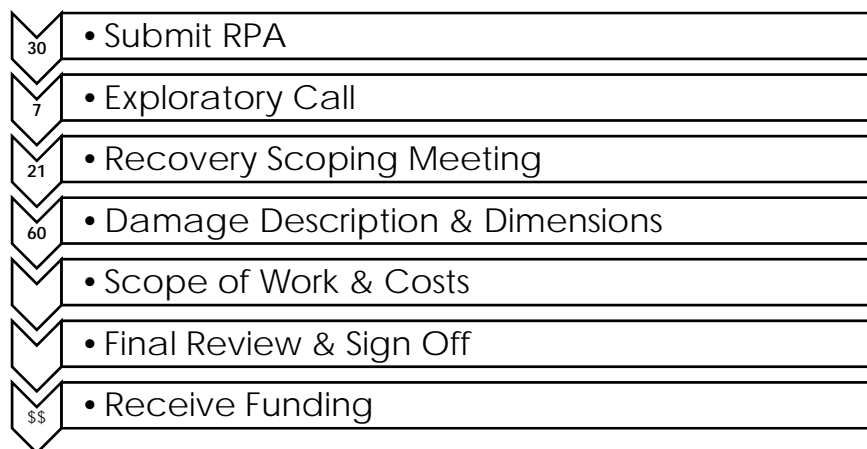 30 • Submit RPA
7 • Exploratory Call
21 • Recovery Scoping Meeting
60 • Damage Description & Dimensions
• Scope of Work & Costs
• Final Review & Sign Off
$$ • Receive Funding